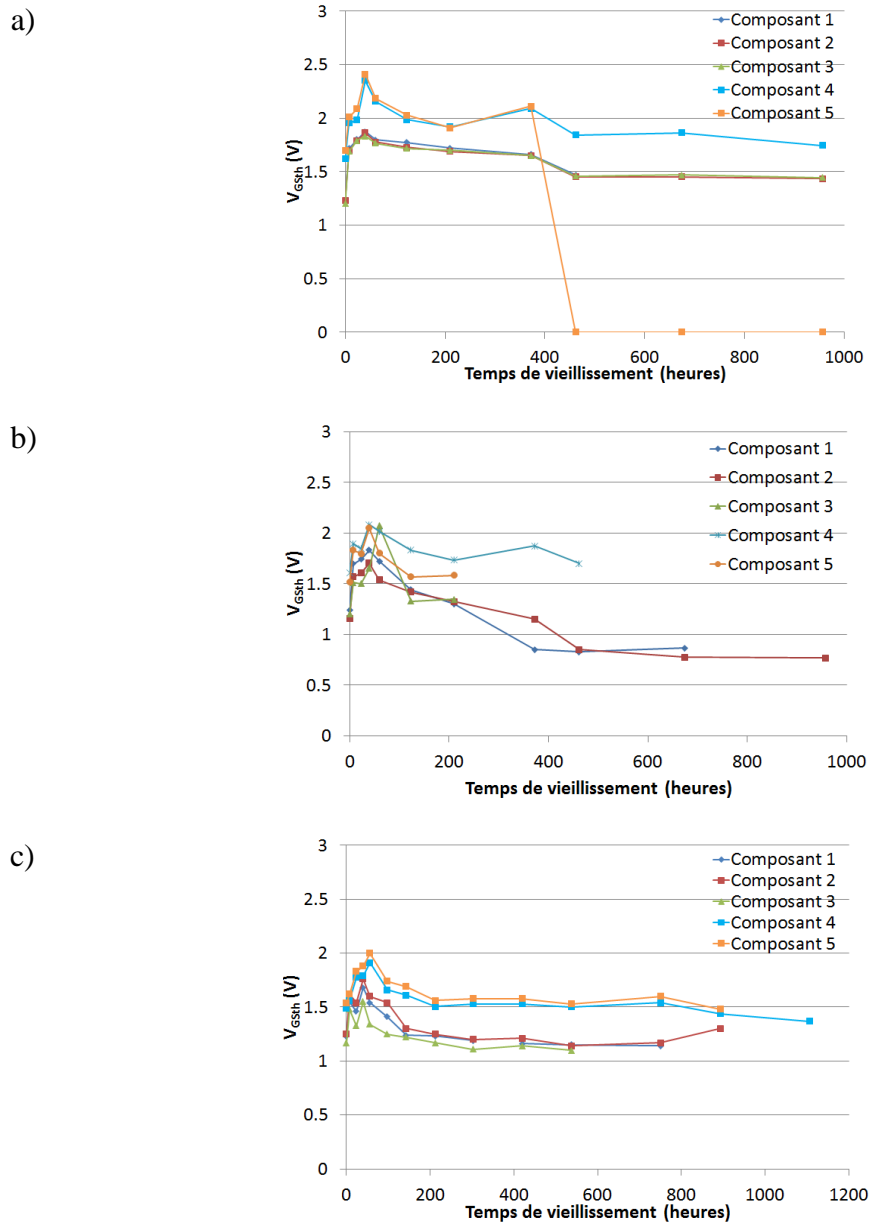 a)
3
2.5
2
1.5
1
0.5
0
V_GSth (V)
Composant 1
Composant 2
Composant 3
Composant 4
Composant 5
0 200 400 600 800 1000
Temps de vieillissement (heures)
b)
3
2.5
2
1.5
1
0.5
0
V_GSth (V)
Composant 1
Composant 2
Composant 3
Composant 4
Composant 5
0 200 400 600 800 1000
Temps de vieillissement (heures)
c)
3
2.5
2
1.5
1
0.5
0
V_GSth (V)
Composant 1
Composant 2
Composant 3
Composant 4
Composant 5
0 200 400 600 800 1000 1200
Temps de vieillissement (heures)